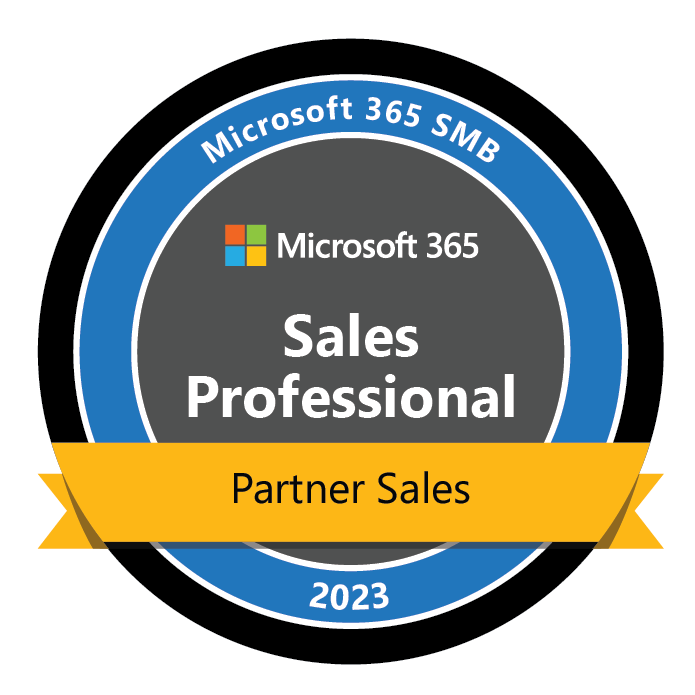 Microsoft 365 SMB
Microsoft 365
Sales
Professional
Partner Sales
2023